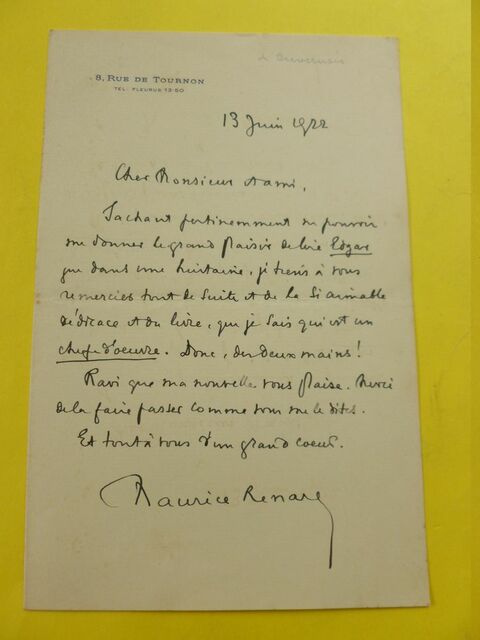 8, RUE DE TOURNON
TEL. FLEURUS 13-50
13 Juin 1922
Cher Monsieur et ami,
Sachant pertinemment ne pouvoir
me donner le grand plaisir de lire Edgar
que dans une huitaine, je tiens à vous
remercier tout de suite et de la si aimable
dédicace et du livre, que je sais qui est un
chef-d'oeuvre. Donc, des deux mains!
Ravi que ma nouvelle vous plaise. Merci
de la faire passer comme vous me le dites.
Et tout à vous d'un grand coeur.
Maurice Renard